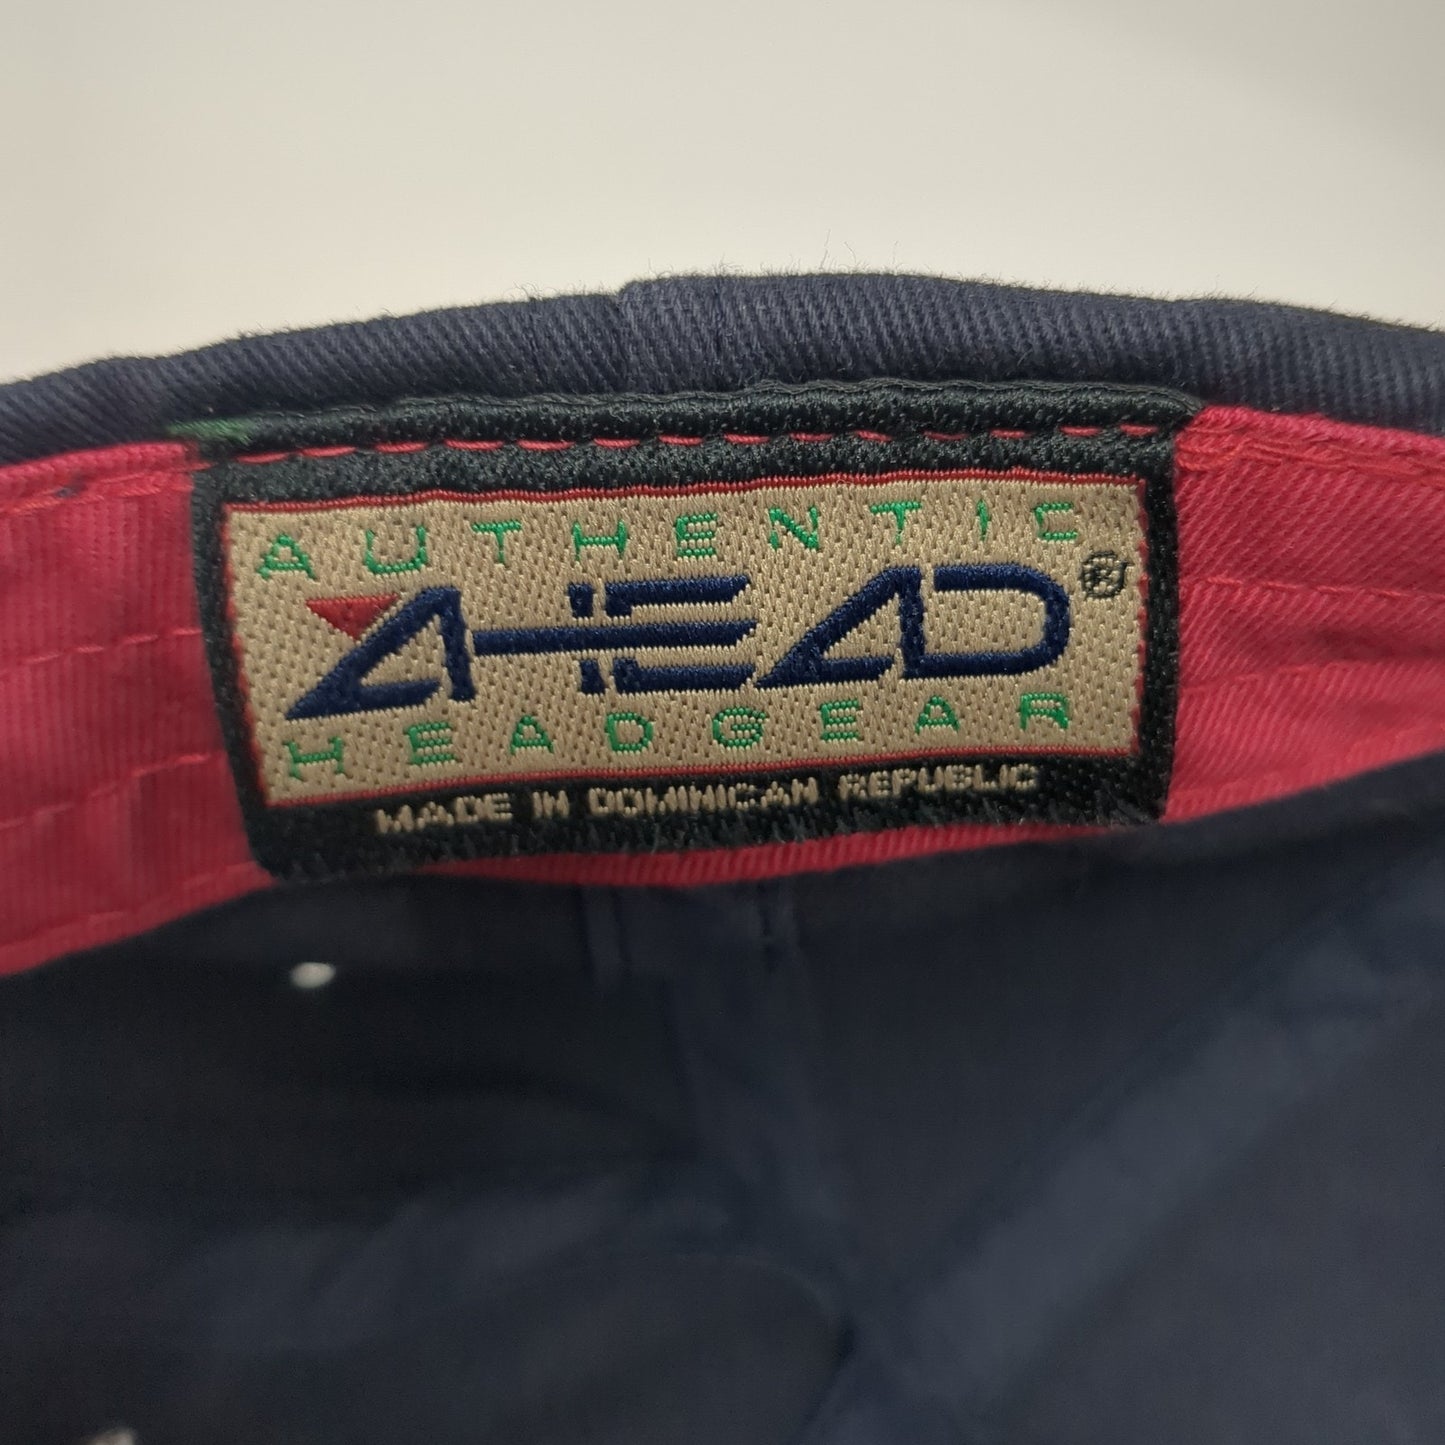 AUTHENTIC
AHEAD®
HEADGEAR
MADE IN DOMINICAN REPUBLIC